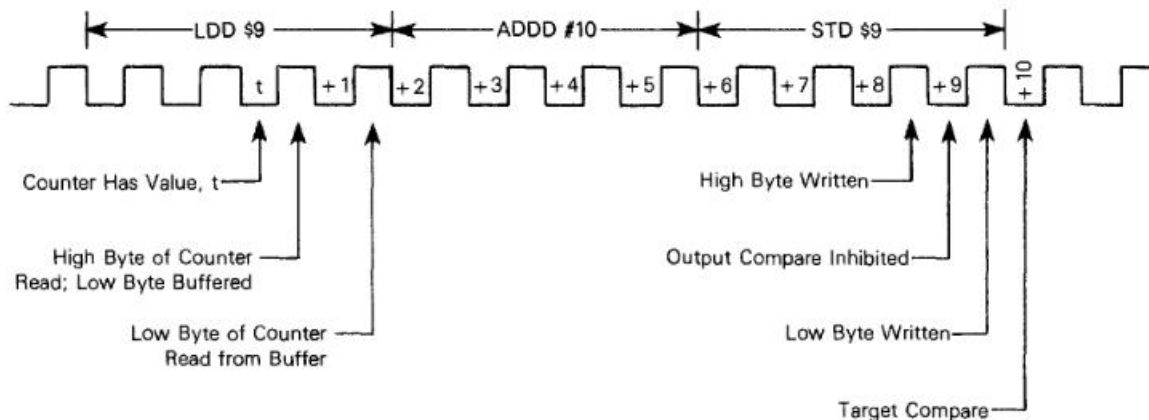 LDD $9 ADDD #10 STD $9
t +1 +2 +3 +4 +5 +6 +7 +8 +9 +10
Counter Has Value, t
High Byte Written
High Byte of Counter
Read; Low Byte Buffered
Output Compare Inhibited
Low Byte of Counter
Read from Buffer
Low Byte Written
Target Compare